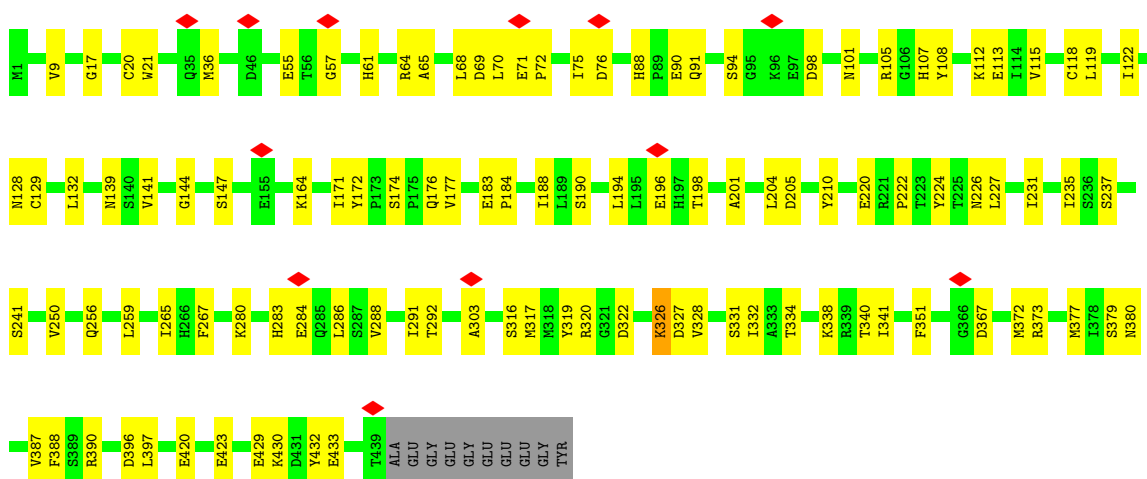 M1 V9 G17 C20 W21 Q35 M36 D46 E55 T56 G57 H61 R64 A65 L68 D69 L70 E71 P72 I75 D76 H88 P89 E90 Q91 S94 G95 K96 E97 D98 N101 R105 G106 H107 Y108 K112 E113 I114 V115 C118 L119 I122
N128 C129 L132 N139 S140 V141 G144 S147 E155 K164 I171 Y172 P173 S174 P175 Q176 V177 E183 P184 I188 L189 S190 L194 L195 E196 H197 T198 A201 L204 D205 Y210 E220 R221 P222 T223 Y224 T225 N226 L227 I231 I235 S236 S237
S241 V250 Q256 L259 I265 H266 F267 K280 H283 E284 Q285 L286 S287 V288 I291 T292 A303 S316 M317 M318 Y319 R320 G321 D322 K326 D327 V328 S331 I332 A333 T334 K338 R339 T340 I341 F351 G366 D367 M372 R373 M377 I378 S379 N380
V387 F388 S389 R390 D396 L397 E420 E423 E429 K430 D431 Y432 E433 T439 ALA GLU GLY GLU GLY GLU GLU GLU GLY TYR